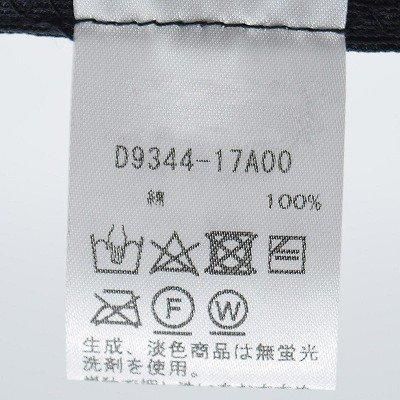 D9344-17A00
綿 100%
F W
生成、淡色商品は無蛍光
洗剤を使用。